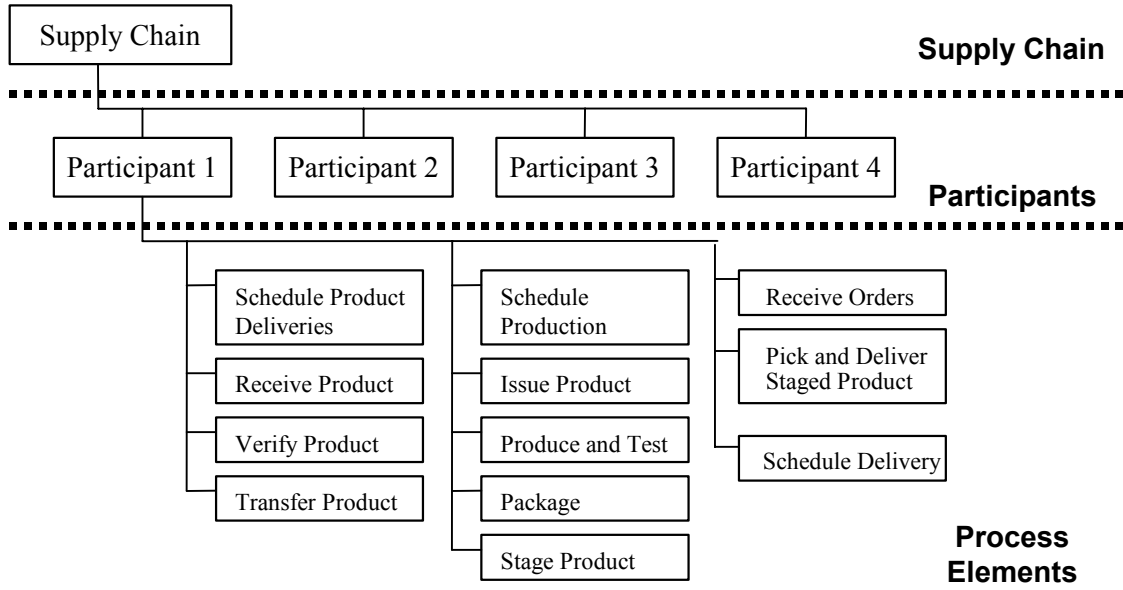 Supply Chain
Supply Chain
Participant 1
Participant 2
Participant 3
Participant 4
Participants
Schedule Product
Deliveries
Receive Product
Verify Product
Transfer Product
Schedule
Production
Issue Product
Produce and Test
Package
Stage Product
Receive Orders
Pick and Deliver
Staged Product
Schedule Delivery
Process
Elements